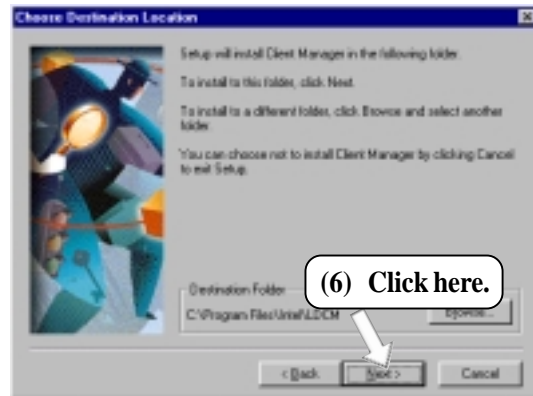 Choose Destination Location
Setup will install Client Manager in the following folder.
To install to this folder, click Next.
To install to a different folder, click Browse and select another
folder.
You can choose not to install Client Manager by clicking Cancel
to exit Setup.
(6) Click here.
Destination Folder
C:\Program Files\Intel\LDCM
Browse...
< Back
Next >
Cancel